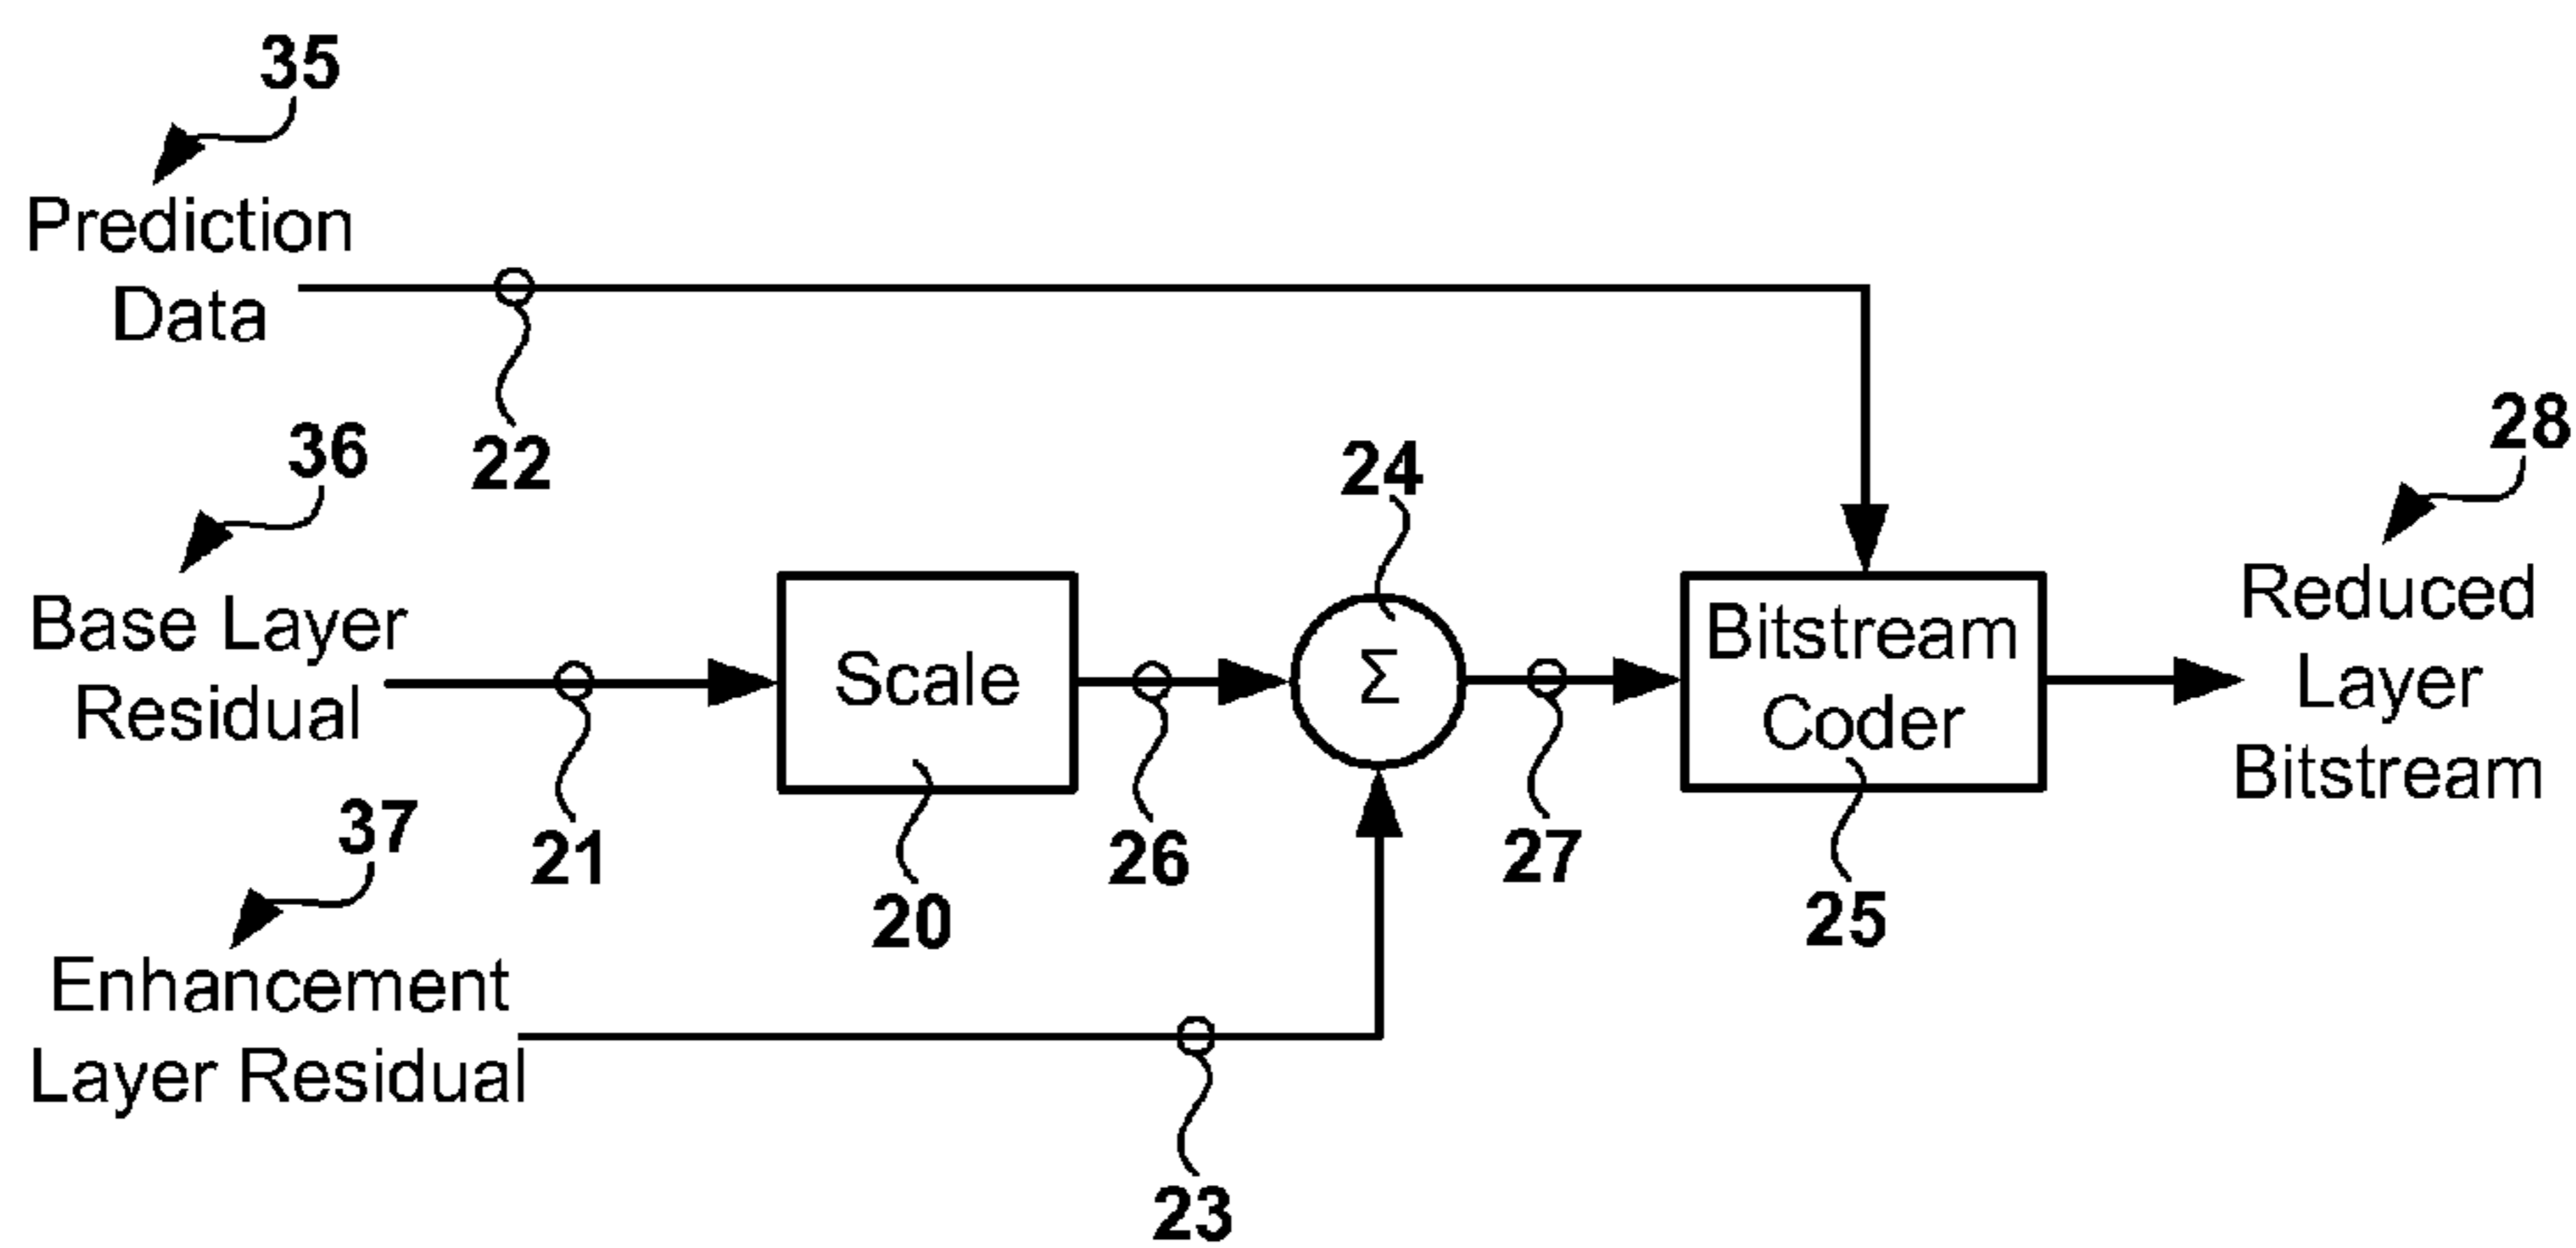 35
Prediction
Data
22
36
Base Layer
Residual
21
Scale
20
26
24
Σ
27
Bitstream
Coder
25
28
Reduced
Layer
Bitstream
37
Enhancement
Layer Residual
23